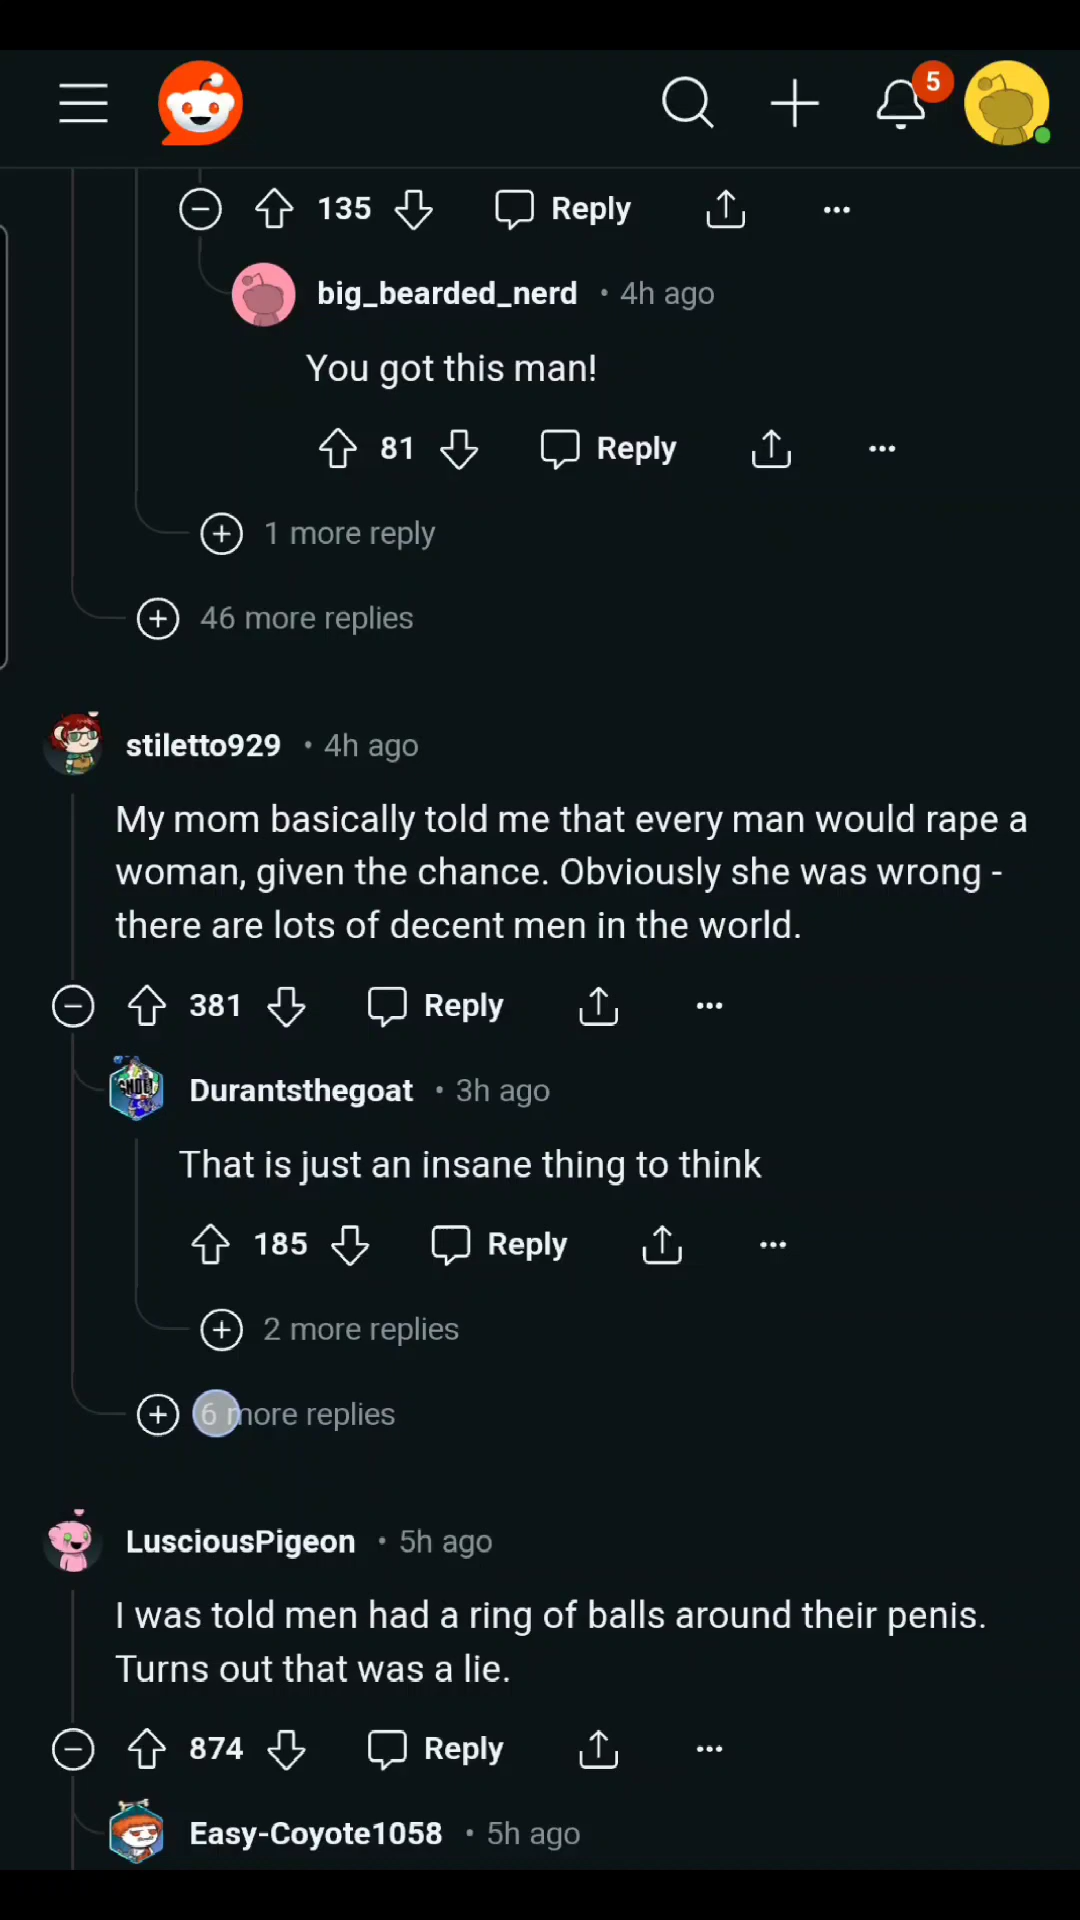 5
135
Reply
big_bearded_nerd • 4h ago
You got this man!
81
Reply
1 more reply
46 more replies
stiletto929 • 4h ago
My mom basically told me that every man would rape a
woman, given the chance. Obviously she was wrong -
there are lots of decent men in the world.
381
Reply
Durantsthegoat • 3h ago
That is just an insane thing to think
185
Reply
2 more replies
6 more replies
LusciousPigeon • 5h ago
I was told men had a ring of balls around their penis.
Turns out that was a lie.
874
Reply
Easy-Coyote1058 • 5h ago